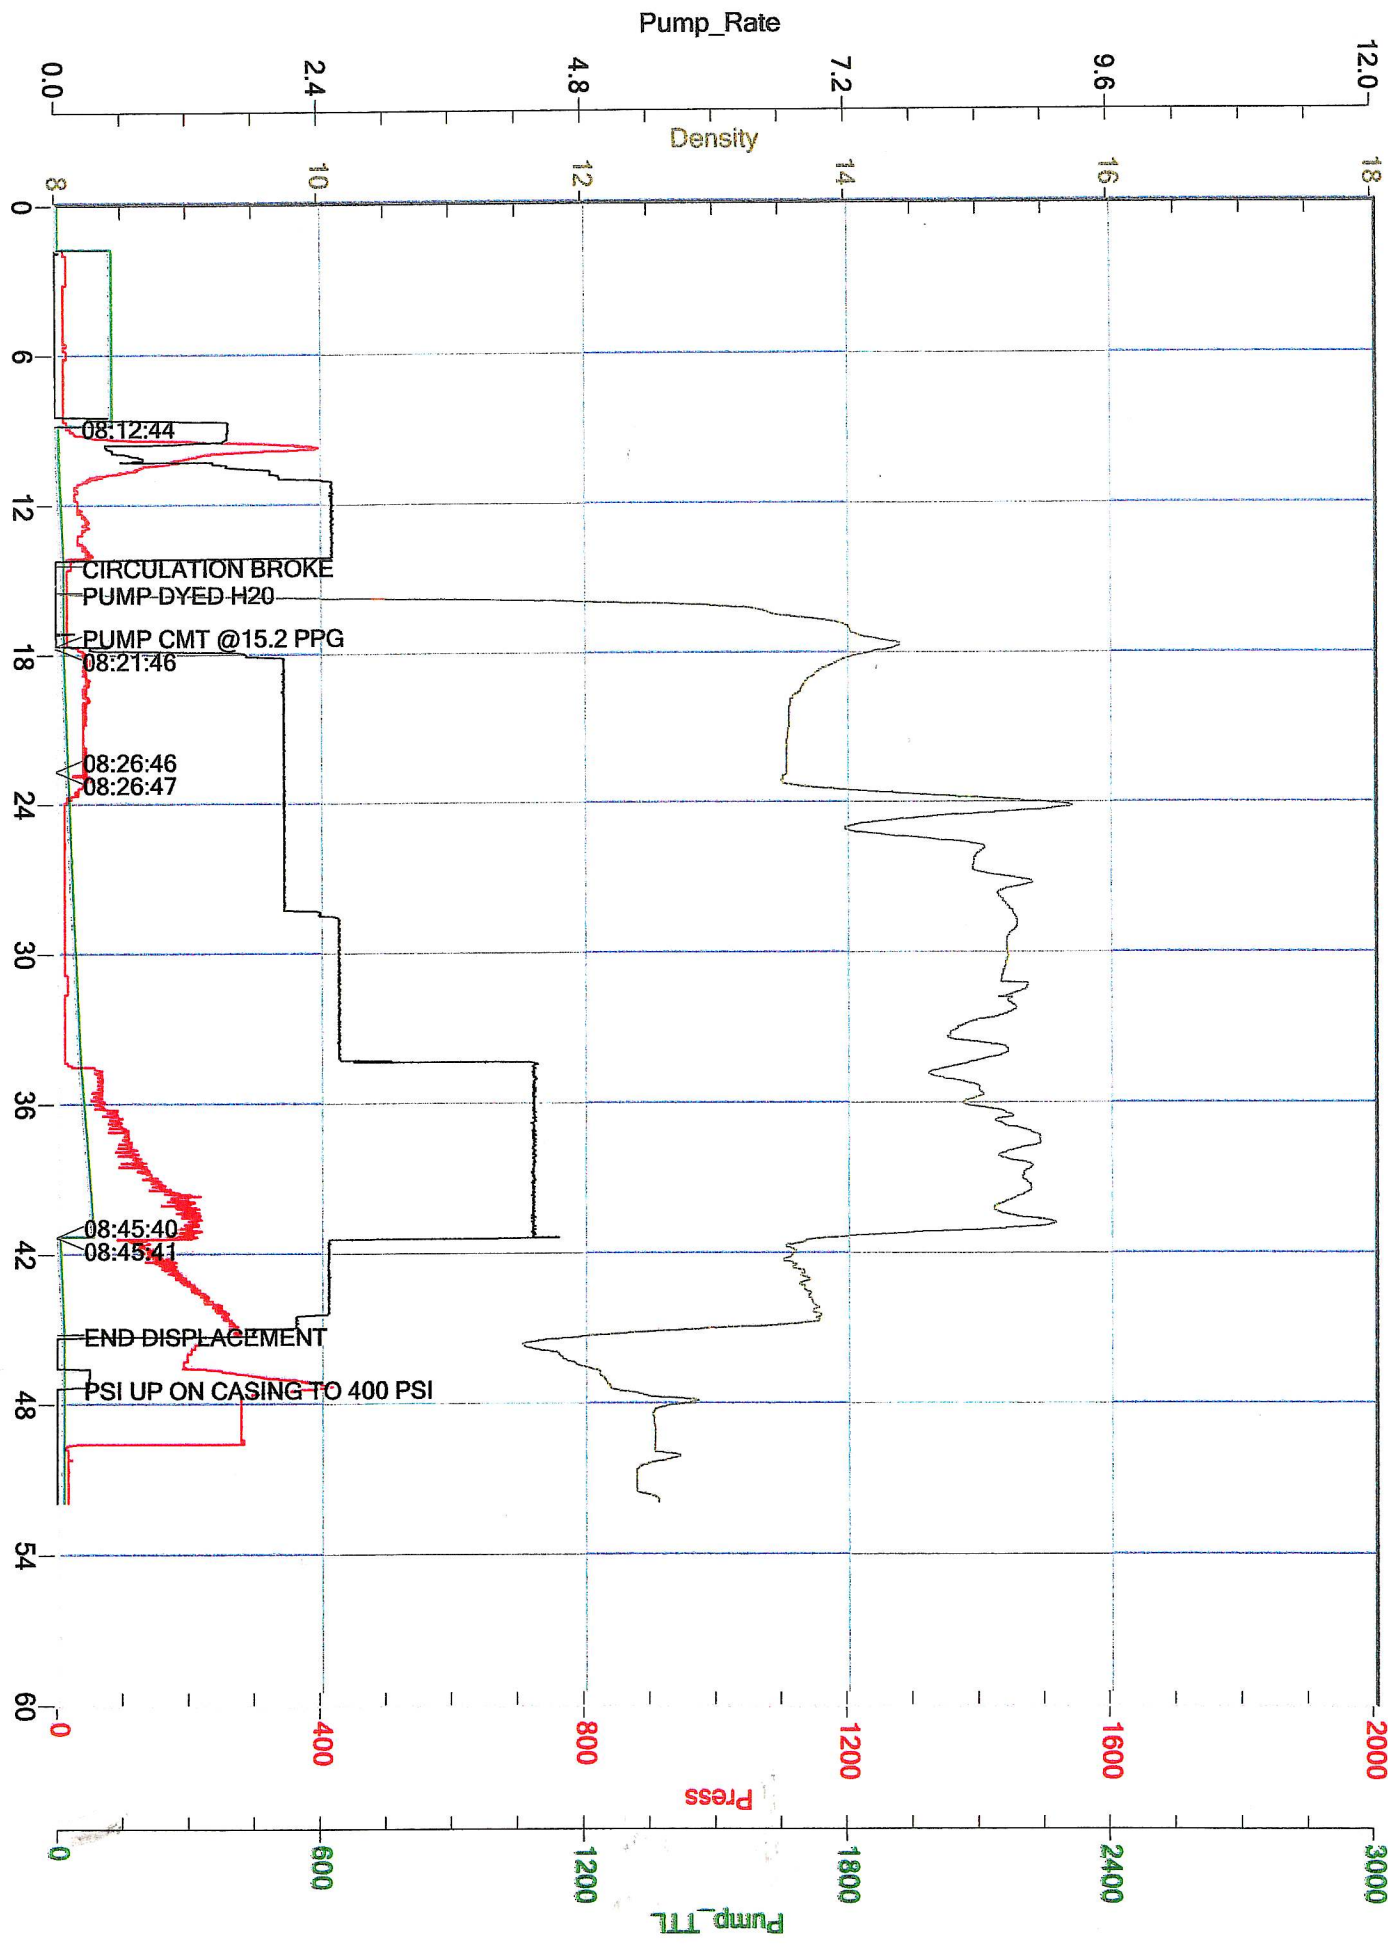 Pump_Rate
0.0 2.4 4.8 7.2 9.6 12.0
Density
8 10 12 14 16 18
0
6
08:12:44
12
CIRCULATION BROKE
PUMP DYED H20
PUMP CMT @15.2 PPG
18
08:21:46
08:26:46
08:26:47
24
30
36
08:45:40
08:45:41
42
END DISPLACEMENT
PSI UP ON CASING TO 400 PSI
48
54
60
0 400 800 1200 1600 2000
Press
0 600 1200 1800 2400 3000
Pump_TTL